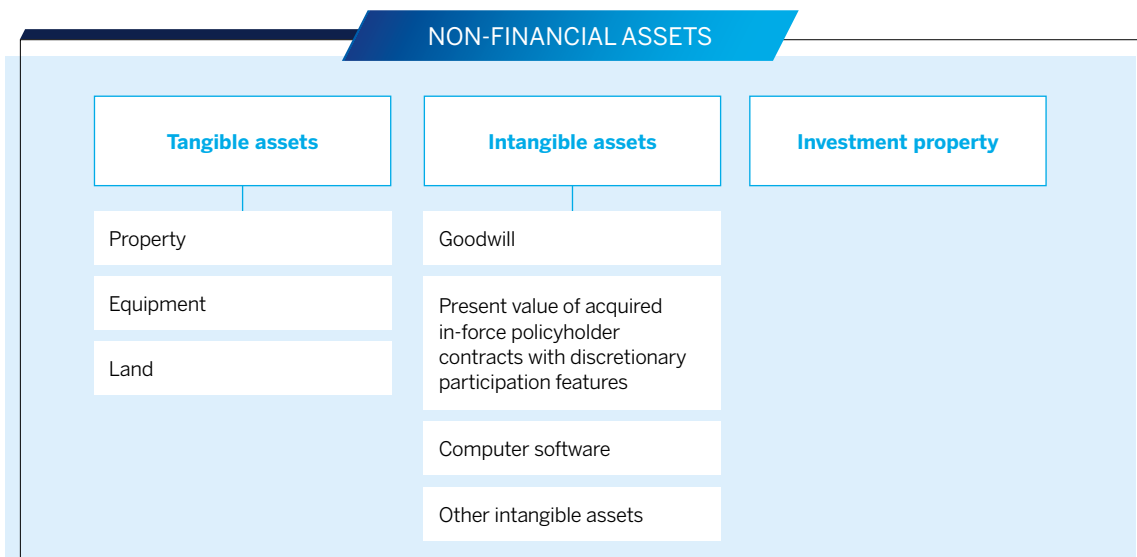 NON-FINANCIAL ASSETS
Tangible assets
Property
Equipment
Land
Intangible assets
Goodwill
Present value of acquired
in-force policyholder
contracts with discretionary
participation features
Computer software
Other intangible assets
Investment property